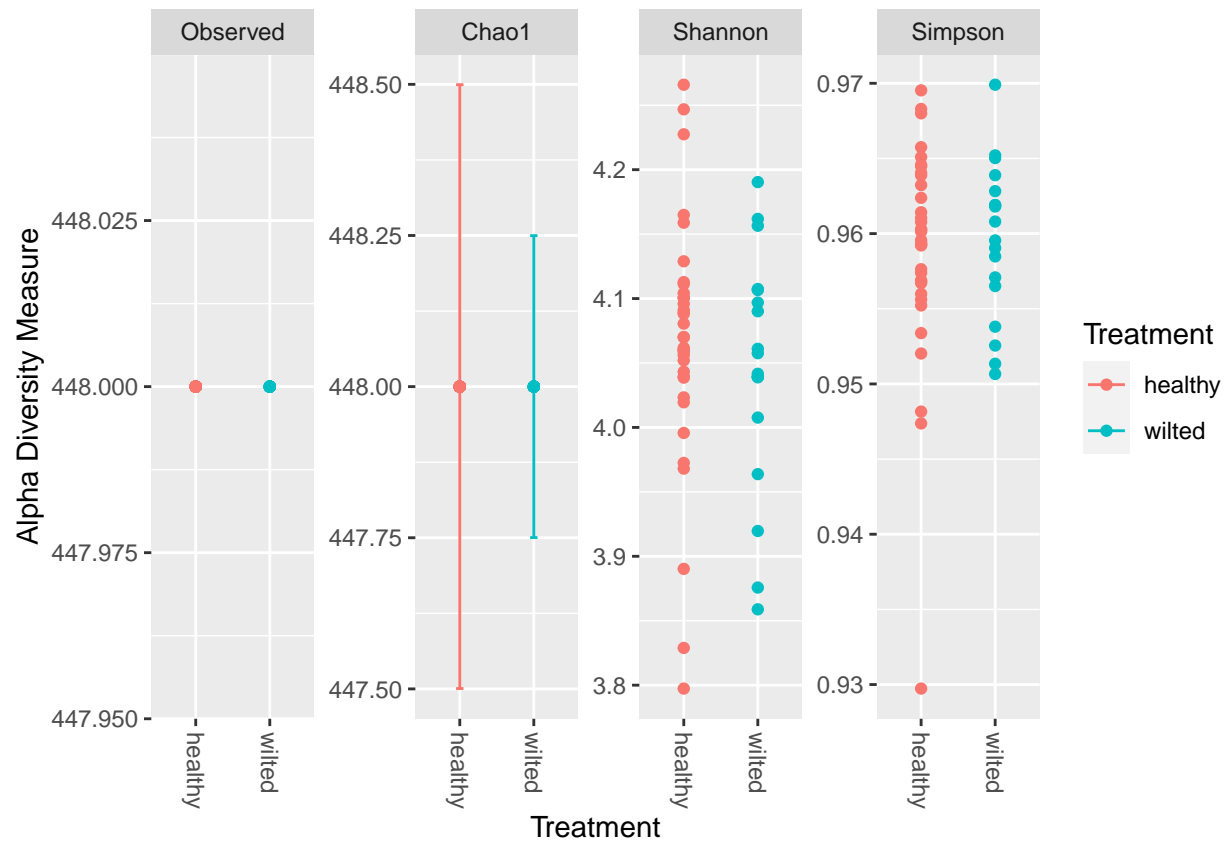 Observed
Chao1
Shannon
Simpson
Alpha Diversity Measure
448.025
448.000
447.975
447.950
448.50
448.25
448.00
447.75
447.50
4.2
4.1
4.0
3.9
3.8
0.97
0.96
0.95
0.94
0.93
healthy
wilted
healthy
wilted
healthy
wilted
healthy
wilted
Treatment
Treatment
healthy
wilted